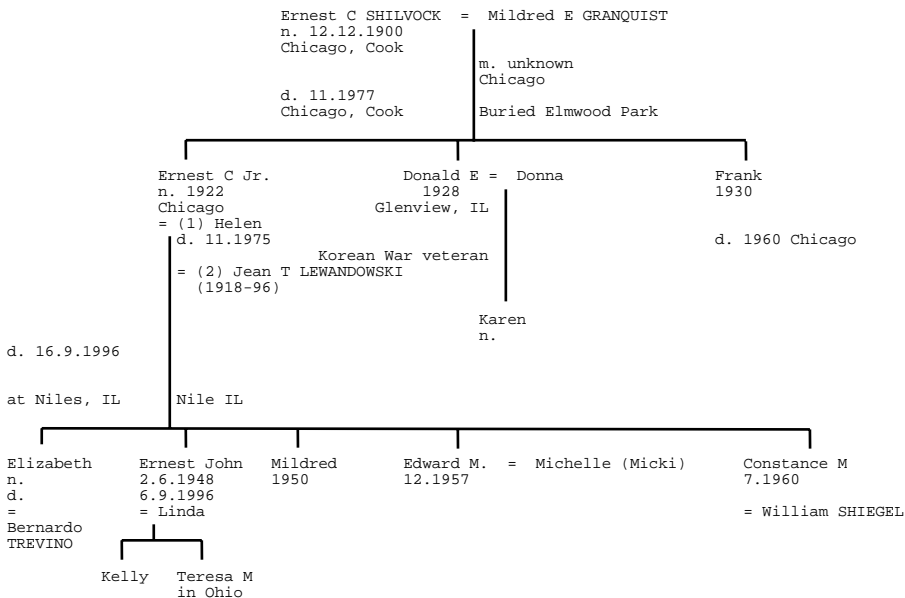 Ernest C SHILVOCK = Mildred E GRANQUIST
n. 12.12.1900
Chicago, Cook
m. unknown
Chicago
d. 11.1977
Chicago, Cook
Buried Elmwood Park
Ernest C Jr.
n. 1922
Chicago
= (1) Helen
d. 11.1975
= (2) Jean T LEWANDOWSKI
(1918-96)
d. 16.9.1996
at Niles, IL
Nile IL
Donald E = Donna
1928
Glenview, IL
Korean War veteran
Karen
n.
Frank
1930
d. 1960 Chicago
Elizabeth
n.
d.
=
Bernardo
TREVINO
Ernest John
2.6.1948
6.9.1996
= Linda
Kelly
Teresa M
in Ohio
Mildred
1950
Edward M. = Michelle (Micki)
12.1957
Constance M
7.1960
= William SHIEGEL